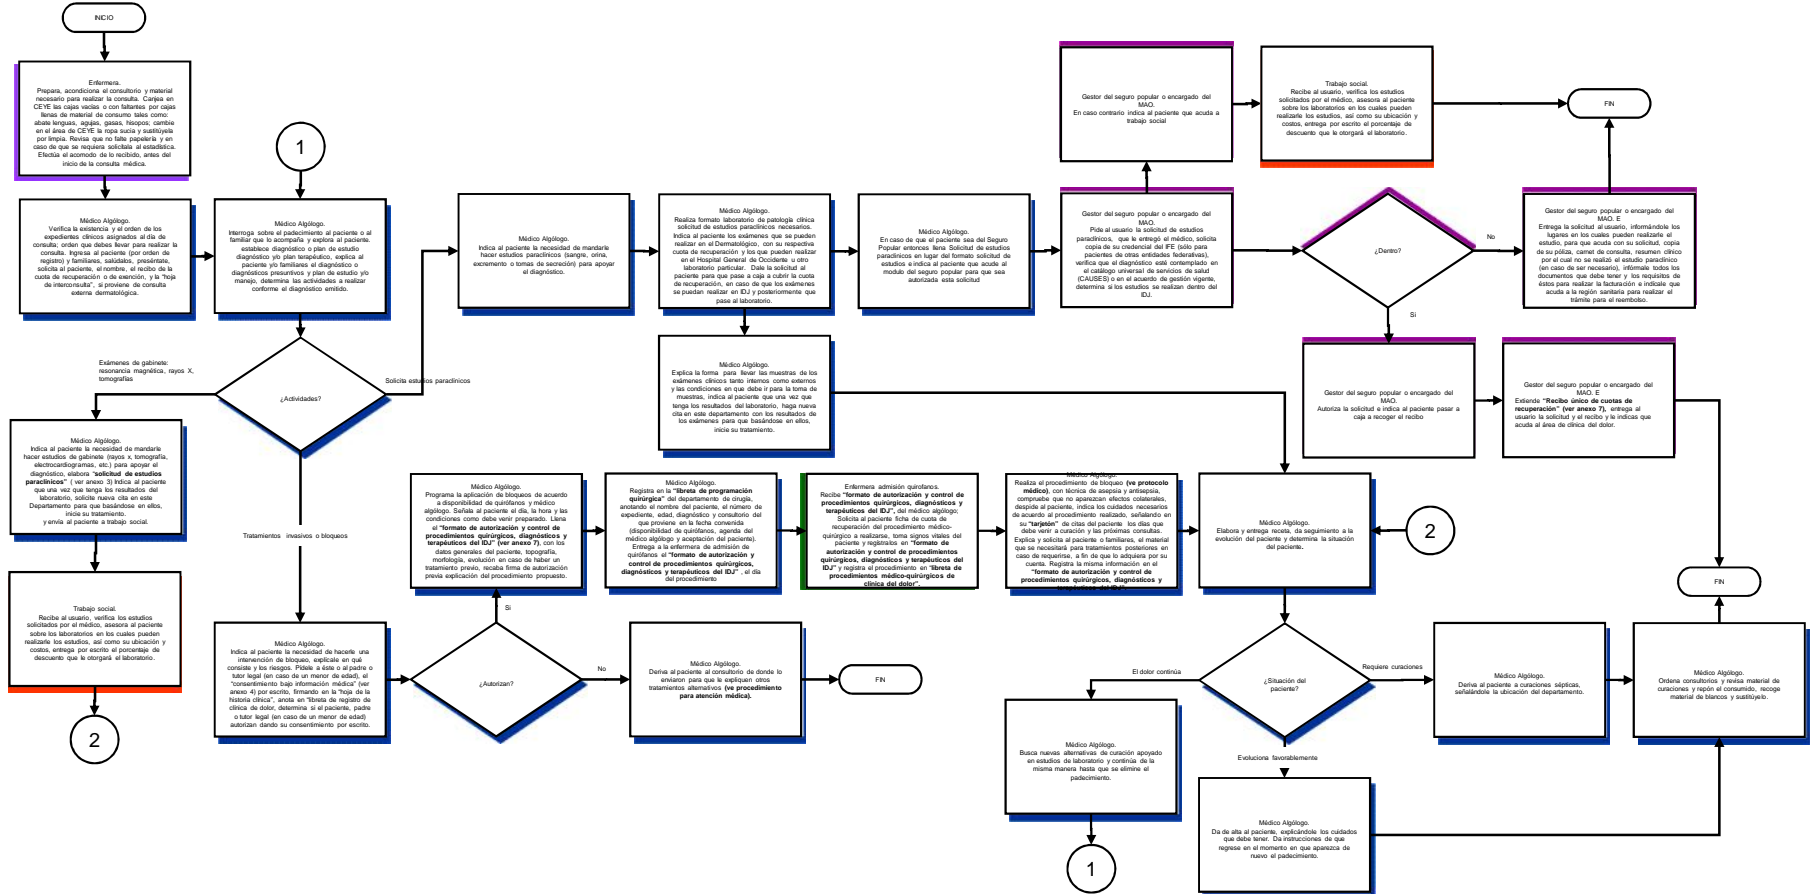 INICIO
Enfermera.
Prepara, acondiciona el consultorio y material
necesario para realizar la consulta. Canjea en
CEYE las cajas vacías o con faltantes por cajas
llenas de material de consumo tales como:
abate lenguas, agujas, gasas, hisopos; cambie
en el área de CEYE la ropa sucia y sustitúyela
por limpia. Revisa que no falte papelería y en
caso de que se requiera solicítala al estadística.
Efectúa el acomodo de lo recibido, antes del
inicio de la consulta médica.
Médico Algólogo.
Verifica la existencia y el orden de los
expedientes clínicos asignados al día de
consulta; orden que debes llevar para realizar la
consulta. Ingresa al paciente (por orden de
registro) y familiares, salúdalos, preséntate,
solicita al paciente, el nombre, el recibo de la
cuota de recuperación o de exención, y la "hoja
de interconsulta", si proviene de consulta
externa dermatológica.
1
Médico Algólogo.
Interroga sobre el padecimiento al paciente o al
familiar que lo acompaña y explora al paciente.
establece diagnóstico o plan de estudio
diagnóstico y/o plan terapéutico, explica al
paciente y/o familiares el diagnóstico o
diagnósticos presuntivos y plan de estudio y/o
manejo, determina las actividades a realizar
conforme el diagnóstico emitido.
¿Actividades?
Exámenes de gabinete:
resonancia magnética, rayos X,
tomografías
Solicita estudios paraclínicos
Tratamientos invasivos o bloqueos
Médico Algólogo.
Indica al paciente la necesidad de mandarle
hacer estudios de gabinete (rayos x, tomografía,
electrocardiogramas, etc.) para apoyar el
diagnóstico, elabora "solicitud de estudios
paraclínicos" ( ver anexo 3) Indica al paciente
que una vez que tenga los resultados del
laboratorio, solicite nueva cita en este
Departamento para que basándose en ellos,
inicie su tratamiento.
y envía al paciente a trabajo social.
Trabajo social.
Recibe al usuario, verifica los estudios
solicitados por el médico, asesora al paciente
sobre los laboratorios en los cuales pueden
realizarle los estudios, así como su ubicación y
costos, entrega por escrito el porcentaje de
descuento que le otorgará el laboratorio.
2
Médico Algólogo.
Indica al paciente la necesidad de mandarle
hacer estudios paraclínicos (sangre, orina,
excremento o tomas de secreción) para apoyar
el diagnóstico.
Médico Algólogo.
Realiza formato laboratorio de patología clínica
solicitud de estudios paraclínicos necesarios.
Indica al paciente los exámenes que se pueden
realizar en el Dermatológico, con su respectiva
cuota de recuperación y los que pueden realizar
en el Hospital General de Occidente u otro
laboratorio particular. Dale la solicitud al
paciente para que pase a caja a cubrir la cuota
de recuperación, en caso de que los exámenes
se puedan realizar en IDJ y posteriormente que
pase al laboratorio.
Médico Algólogo.
En caso de que el paciente sea del Seguro
Popular entonces llena Solicitud de estudios
paraclínicos en lugar del formato solicitud de
estudios e indica al paciente que acude al
modulo del seguro popular para que sea
autorizada esta solicitud
Médico Algólogo.
Explica la forma para llevar las muestras de los
exámenes clínicos tanto internos como externos
y las condiciones en que debe ir para la toma de
muestras, indica al paciente que una vez que
tenga los resultados del laboratorio, haga nueva
cita en este departamento con los resultados de
los exámenes para que basándose en ellos,
inicie su tratamiento.
Gestor del seguro popular o encargado del
MAO.
Pide al usuario la solicitud de estudios
paraclínicos, que le entregó el médico, solicita
copia de su credencial del IFE (en caso de
pacientes de otras entidades federativas),
verifica que el diagnóstico esté contemplado en
el catálogo universal de servicios de salud
(CAUSES) o en el acuerdo de gestión vigente,
determina si los estudios se realizan dentro del
IDJ.
Gestor del seguro popular o encargado del
MAO.
En caso contrario indica al paciente que acuda a
trabajo social
Trabajo social.
Recibe al usuario, verifica los estudios
solicitados por el médico, asesora al paciente
sobre los laboratorios en los cuales pueden
realizarle los estudios, así como su ubicación y
costos, entrega por escrito el porcentaje de
descuento que le otorgará el laboratorio.
FIN
¿Dentro?
No
Si
Gestor del seguro popular o encargado del
MAO. E
Entrega la solicitud al usuario, informándole los
lugares en los cuales pueden realizarle el
estudio, para que acuda con su solicitud, copia
de su póliza, carnet de consulta, resumen clínico
por el cual no se realizó el estudio paraclínico
(en caso de ser necesario), infórmale todos los
documentos que debe tener y los requisitos de
éstos para realizar la facturación e indícale que
acuda a la región sanitaria para realizar el
trámite para el reembolso.
Gestor del seguro popular o encargado del
MAO.
Autoriza la solicitud e indica al paciente pasar a
caja a recoger el recibo
Gestor del seguro popular o encargado del
MAO. E
Extiende "Recibo único de cuotas de
recuperación" (ver anexo 7), entrega al
usuario la solicitud y el recibo y le indicas que
acuda al área de clínica del dolor.
Médico Algólogo.
Indica al paciente la necesidad de hacerle una
intervención de bloqueo, explícale en qué
consiste y los riesgos. Pídele a éste o al padre o
tutor legal (en caso de un menor de edad), el
"consentimiento bajo información médica" (ver
anexo 4) por escrito, firmando en la "hoja de la
historia clínica", anota en "libreta de registro de
clínica de dolor, determina si el paciente, padre
o tutor legal (en caso de un menor de edad)
autorizan dando su consentimiento por escrito.
¿Autorizan?
Si
No
Médico Algólogo.
Programa la aplicación de bloqueos de acuerdo
a disponibilidad de quirófanos y médico
algólogo. Señala al paciente el día, la hora y las
condiciones como debe venir preparado. Llena
el "formato de autorización y control de
procedimientos quirúrgicos, diagnósticos y
terapéuticos del IDJ" (ver anexo 7), con los
datos generales del paciente, topografía,
morfología, evolución en caso de haber un
tratamiento previo, recaba firma de autorización
previa explicación del procedimiento propuesto.
Médico Algólogo.
Registra en la "libreta de programación
quirúrgica" del departamento de cirugía,
anotando el nombre del paciente, el número de
expediente, edad, diagnóstico y consultorio del
que proviene en la fecha convenida
(disponibilidad de quirófanos, agenda del
médico algólogo y aceptación del paciente).
Entrega a la enfermera de admisión de
quirófanos el "formato de autorización y
control de procedimientos quirúrgicos,
diagnósticos y terapéuticos del IDJ" , el día
del procedimiento
Enfermera admisión quirofanos.
Recibe "formato de autorización y control de
procedimientos quirúrgicos, diagnósticos y
terapéuticos del IDJ", del médico algólogo;
Solicita al paciente ficha de cuota de
recuperación del procedimiento médico-
quirúrgico a realizarse, toma signos vitales del
paciente y regístralos en "formato de
autorización y control de procedimientos
quirúrgicos, diagnósticos y terapéuticos del
IDJ" y registra el procedimiento en "libreta de
procedimientos médico-quirúrgicos de
clínica del dolor".
Médico Algólogo.
Realiza el procedimiento de bloqueo (ve protocolo
médico), con técnica de asepsia y antisepsia,
compruebe que no aparezcan efectos colaterales,
despide al paciente, indica los cuidados necesarios
de acuerdo al procedimiento realizado, señalando en
su "tarjetón" de citas del paciente los días que
debe venir a curación y las próximas consultas.
Explica y solicita al paciente o familiares, el material
que se necesitará para tratamientos posteriores en
caso de requerirse, a fin de que lo adquiera por su
cuenta. Registra la misma información en el
"formato de autorización y control de
procedimientos quirúrgicos, diagnósticos y
terapéuticos del IDJ".
Médico Algólogo.
Elabora y entrega receta, da seguimiento a la
evolución del paciente y determina la situación
del paciente.
2
Médico Algólogo.
Deriva al paciente al consultorio de donde lo
enviaron para que le expliquen otros
tratamientos alternativos (ve procedimiento
para atención médica).
FIN
¿Situación del
paciente?
El dolor continúa
Requiere curaciones
Evoluciona favorablemente
Médico Algólogo.
Busca nuevas alternativas de curación apoyado
en estudios de laboratorio y continúa de la
misma manera hasta que se elimine el
padecimiento.
1
Médico Algólogo.
Da de alta al paciente, explicándole los cuidados
que debe tener. Da instrucciones de que
regrese en el momento en que aparezca de
nuevo el padecimiento.
Médico Algólogo.
Deriva al paciente a curaciones sépticas,
señalándole la ubicación del departamento.
Médico Algólogo.
Ordena consultorios y revisa material de
curaciones y repón el consumido, recoge
material de blancos y sustitúyelo.
FIN